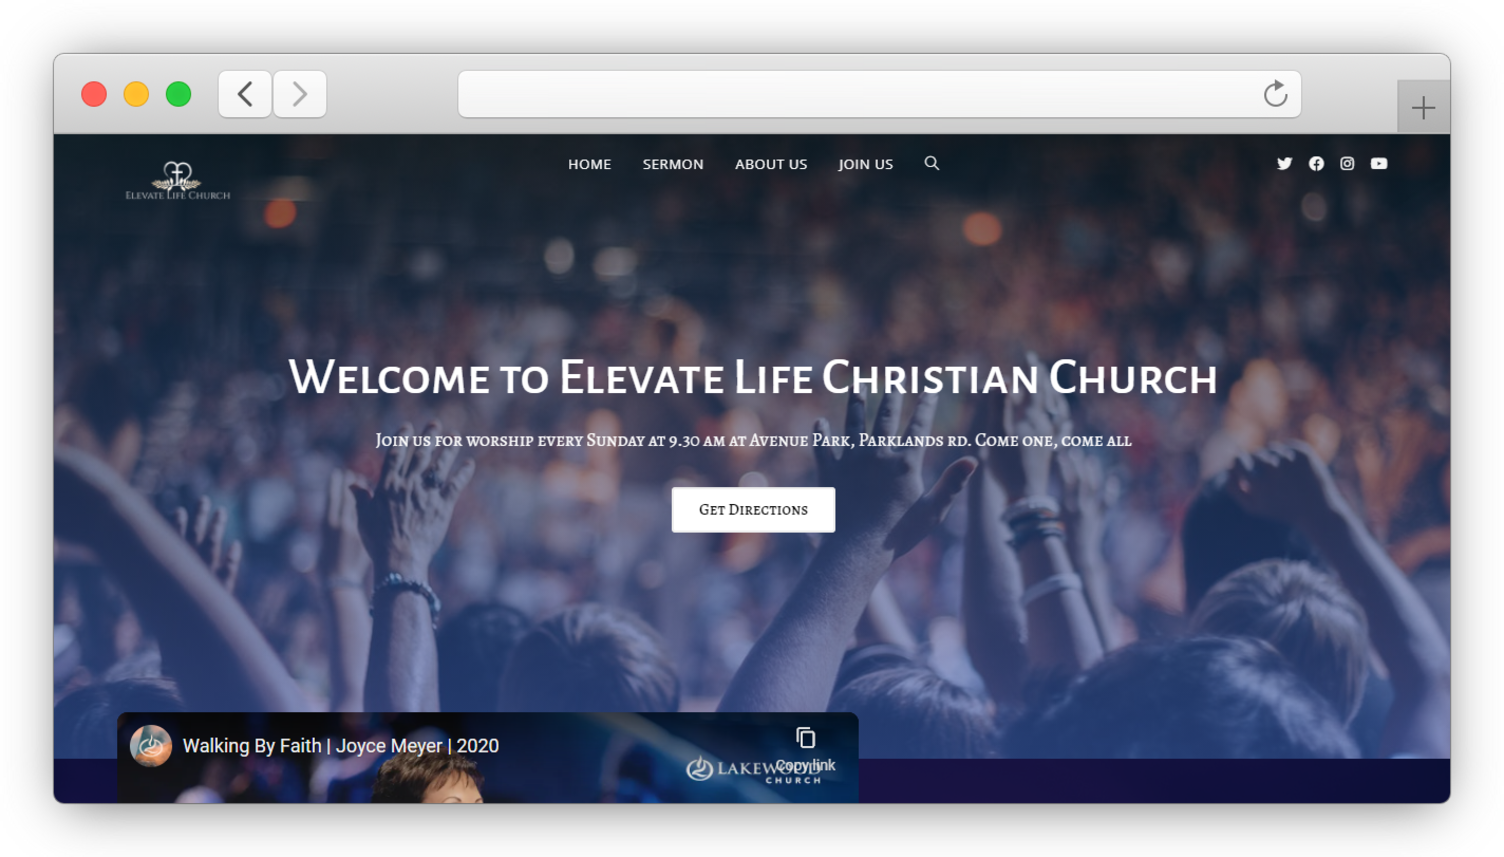 Elevate Life Church
HOME SERMON ABOUT US JOIN US
Welcome to Elevate Life Christian Church
Join us for worship every Sunday at 9.30 am at Avenue Park, Parklands rd. Come one, come all
Get Directions
Walking By Faith | Joyce Meyer | 2020
Copy link
LAKEWOOD
CHURCH